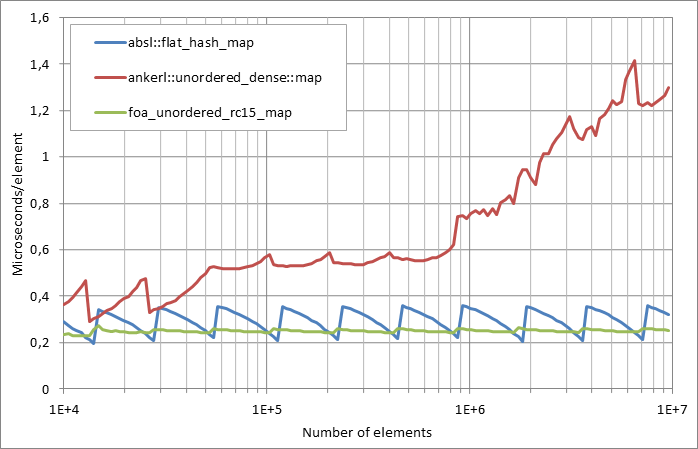 1,6
1,4
1,2
1
0,8
0,6
0,4
0,2
0
Microseconds/element
absl::flat_hash_map
ankerl::unordered_dense::map
foa_unordered_rc15_map
1E+4 1E+5 1E+6 1E+7
Number of elements